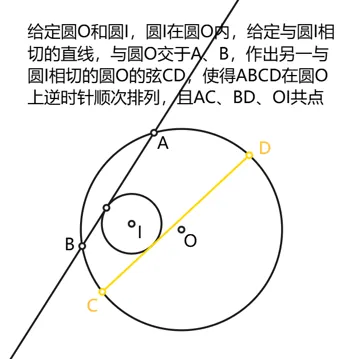 给定圆O和圆I，圆I在圆O内，给定与圆I相
切的直线，与圆O交于A、B，作出另一与
圆I相切的圆O的弦CD，使得ABCD在圆O
上逆时针顺次排列，且AC、BD、OI共点
A
D
B
I
O
C